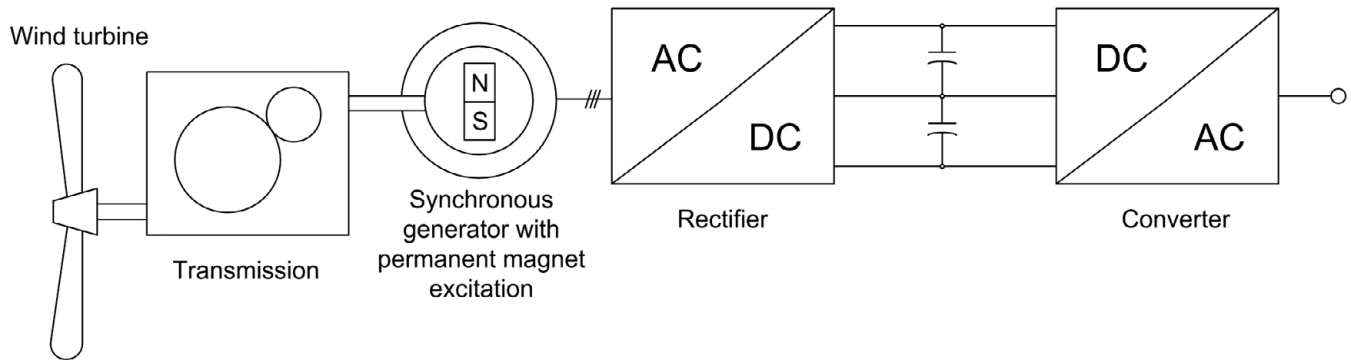 Wind turbine
Transmission
N
S
Synchronous
generator with
permanent magnet
excitation
AC
DC
Rectifier
DC
AC
Converter